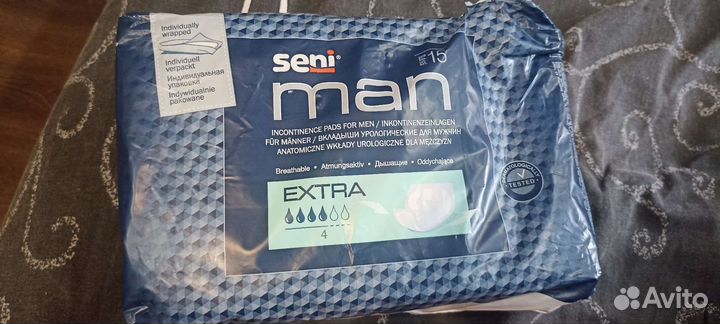 Individually
wrapped
Individuell
verpackt
Индивидуальная
упаковка
Indywidualnie
pakowane
seni®
15
man
INCONTINENCE PADS FOR MEN / INKONTINENZEINLAGEN
FÜR MÄNNER / ВКЛАДЫШИ УРОЛОГИЧЕСКИЕ ДЛЯ МУЖЧИН
ANATOMICZNE WKŁADY UROLOGICZNE DLA MĘŻCZYZN
Breathable • Atmungsaktiv • Дышащие • Oddychające
EXTRA
4
DERMATOLOGICALLY
TESTED
Avito